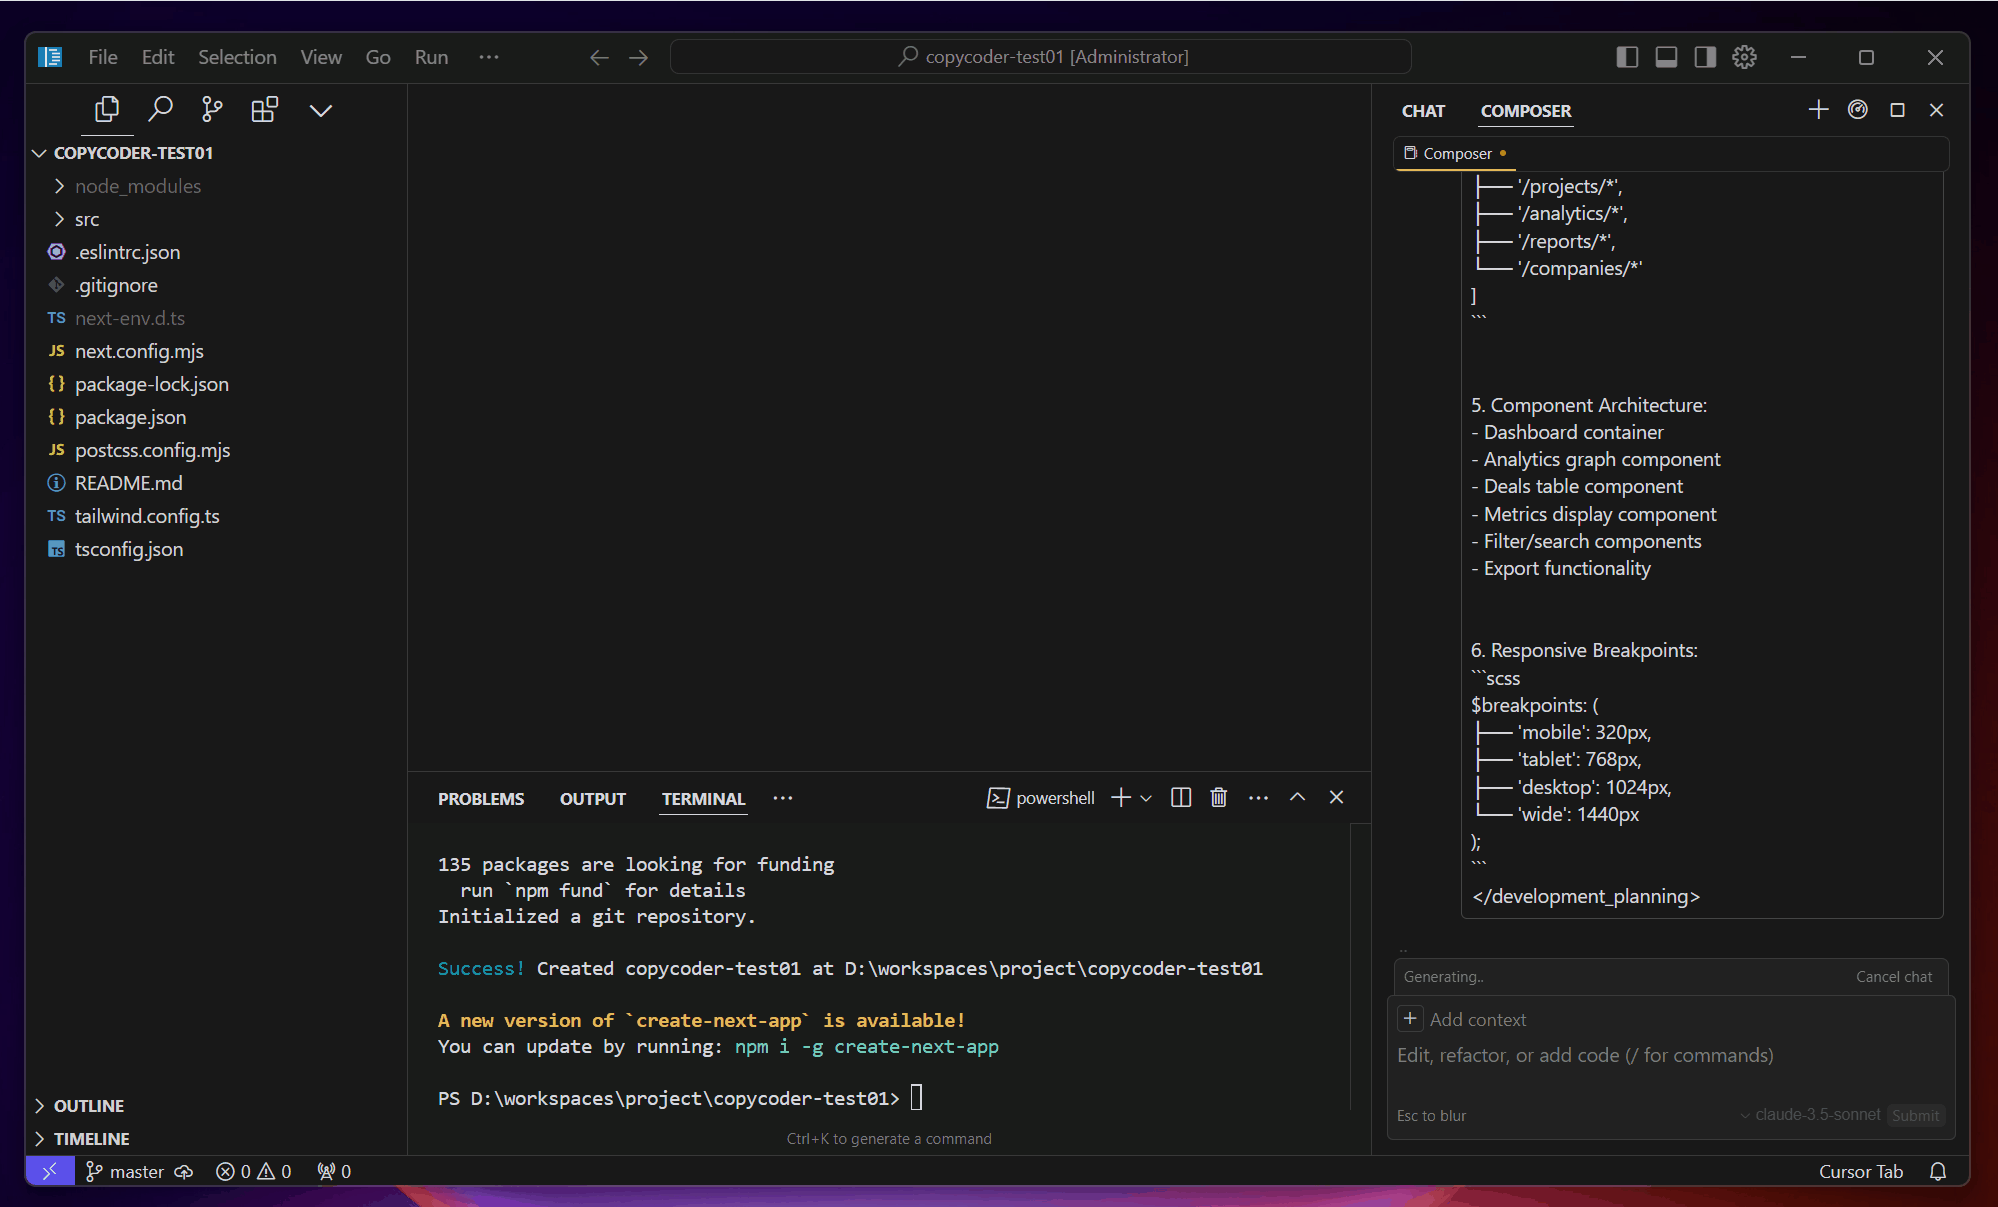 File Edit Selection View Go Run ···
copycoder-test01 [Administrator]
COPYCODER-TEST01
node_modules
src
.eslintrc.json
.gitignore
TS next-env.d.ts
JS next.config.mjs
{} package-lock.json
{} package.json
JS postcss.config.mjs
README.md
TS tailwind.config.ts
TS tsconfig.json
OUTLINE
TIMELINE
PROBLEMS OUTPUT TERMINAL ···
powershell
135 packages are looking for funding
run `npm fund` for details
Initialized a git repository.
Success! Created copycoder-test01 at D:\workspaces\project\copycoder-test01
A new version of `create-next-app` is available!
You can update by running: npm i -g create-next-app
PS D:\workspaces\project\copycoder-test01>
Ctrl+K to generate a command
CHAT COMPOSER
Composer
├── '/projects/*',
├── '/analytics/*',
├── '/reports/*',
└── '/companies/*'
]
```
5. Component Architecture:
- Dashboard container
- Analytics graph component
- Deals table component
- Metrics display component
- Filter/search components
- Export functionality
6. Responsive Breakpoints:
```scss
$breakpoints: (
├── 'mobile': 320px,
├── 'tablet': 768px,
├── 'desktop': 1024px,
└── 'wide': 1440px
);
```
</development_planning>
..
Generating.. Cancel chat
+ Add context
Edit, refactor, or add code (/ for commands)
Esc to blur claude-3.5-sonnet Submit
master 0 0 0 Cursor Tab